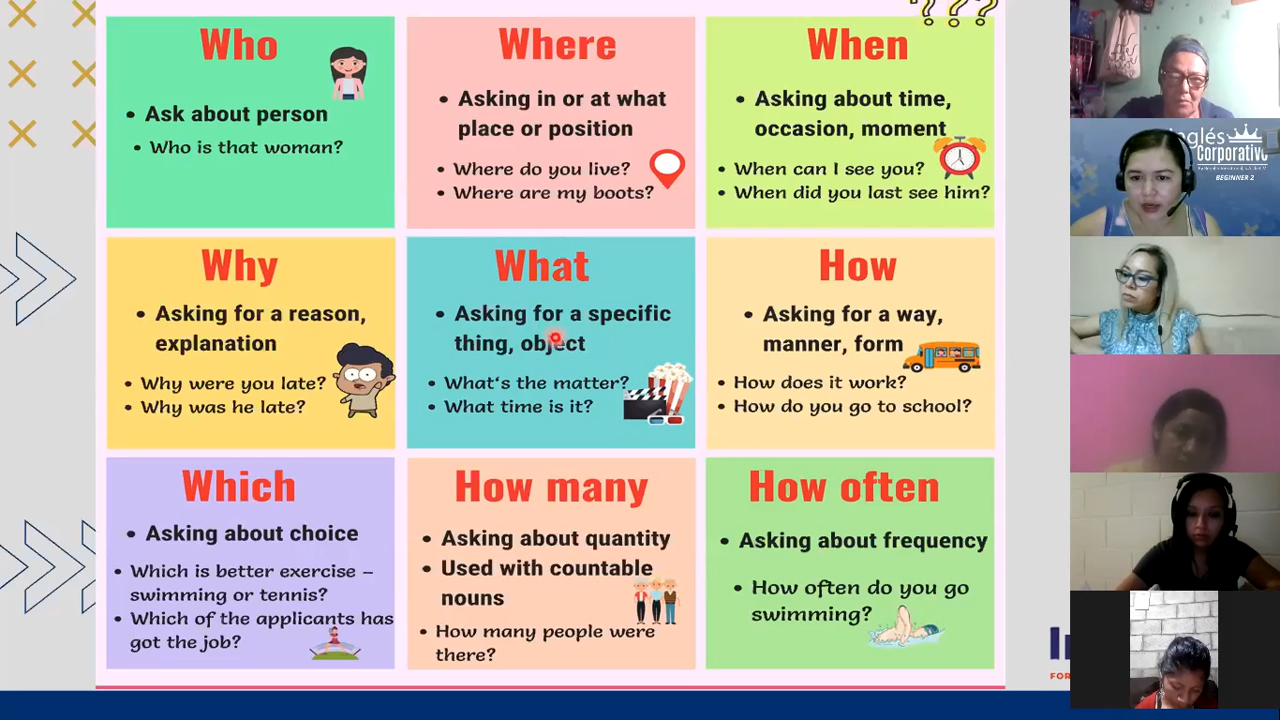 ? ? ?
Who
• Ask about person
• Who is that woman?
Where
• Asking in or at what
place or position
• Where do you live?
• Where are my boots?
When
• Asking about time,
occasion, moment
• When can I see you?
• When did you last see him?
Why
• Asking for a reason,
explanation
• Why were you late?
• Why was he late?
What
• Asking for a specific
thing, object
• What's the matter?
• What time is it?
How
• Asking for a way,
manner, form
• How does it work?
• How do you go to school?
Which
• Asking about choice
• Which is better exercise –
swimming or tennis?
• Which of the applicants has
got the job?
How many
• Asking about quantity
• Used with countable
nouns
• How many people were
there?
How often
• Asking about frequency
• How often do you go
swimming?
Inglés
Corporativo
BEGINNER 2